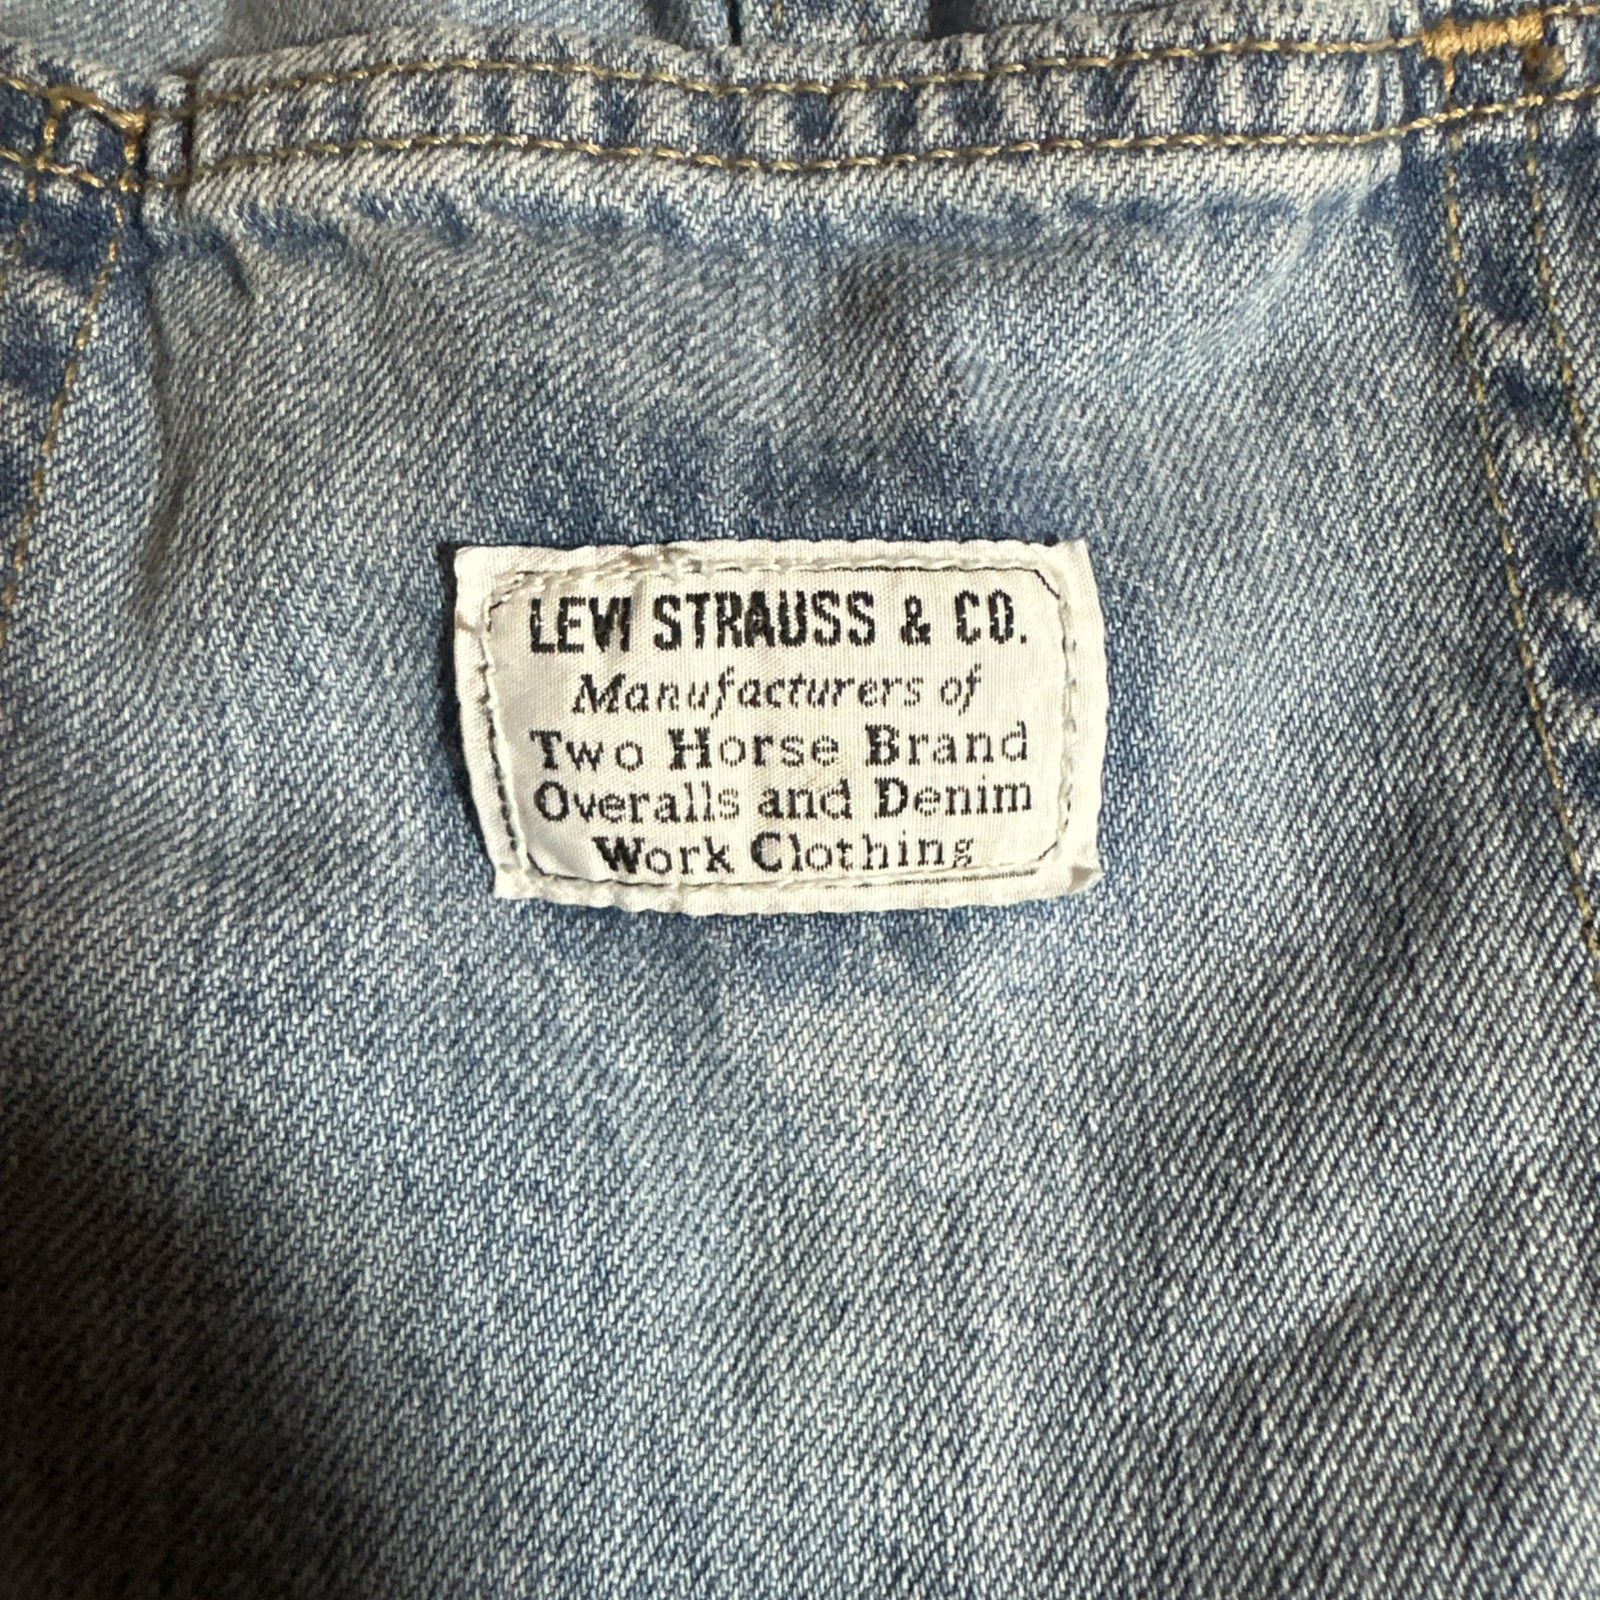 LEVI STRAUSS & CO.
Manufacturers of
Two Horse Brand
Overalls and Denim
Work Clothing